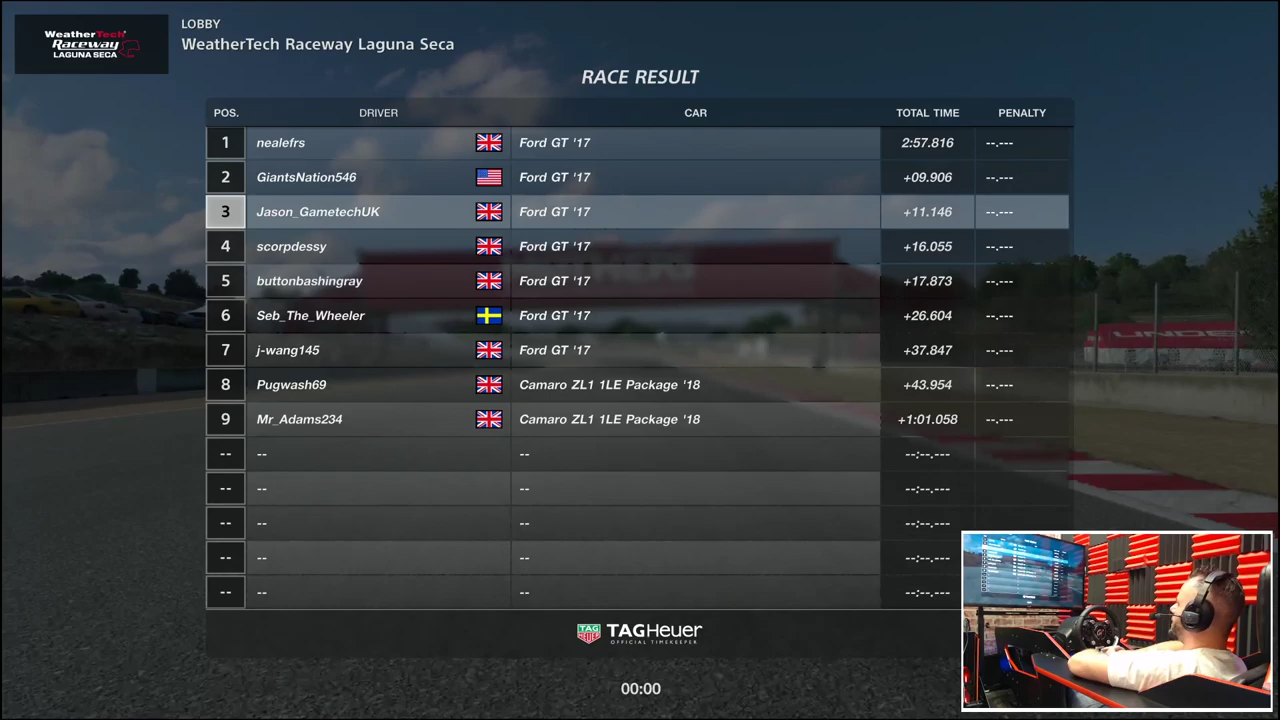 LOBBY
WeatherTech Raceway Laguna Seca
WeatherTech
Raceway
LAGUNA SECA
RACE RESULT
POS. DRIVER CAR TOTAL TIME PENALTY
1 nealefrs Ford GT '17 2:57.816 --.---
2 GiantsNation546 Ford GT '17 +09.906 --.---
3 Jason_GametechUK Ford GT '17 +11.146 --.---
4 scorpdessy Ford GT '17 +16.055 --.---
5 buttonbashingray Ford GT '17 +17.873 --.---
6 Seb_The_Wheeler Ford GT '17 +26.604 --.---
7 j-wang145 Ford GT '17 +37.847 --.---
8 Pugwash69 Camaro ZL1 1LE Package '18 +43.954 --.---
9 Mr_Adams234 Camaro ZL1 1LE Package '18 +1:01.058 --.---
-- -- -- --:--.---
-- -- -- --:--.---
-- -- -- --:--.---
-- -- -- --:--.---
-- -- -- --:--.---
TAG HEUER TAGHeuer
OFFICIAL TIMEKEEPER
00:00